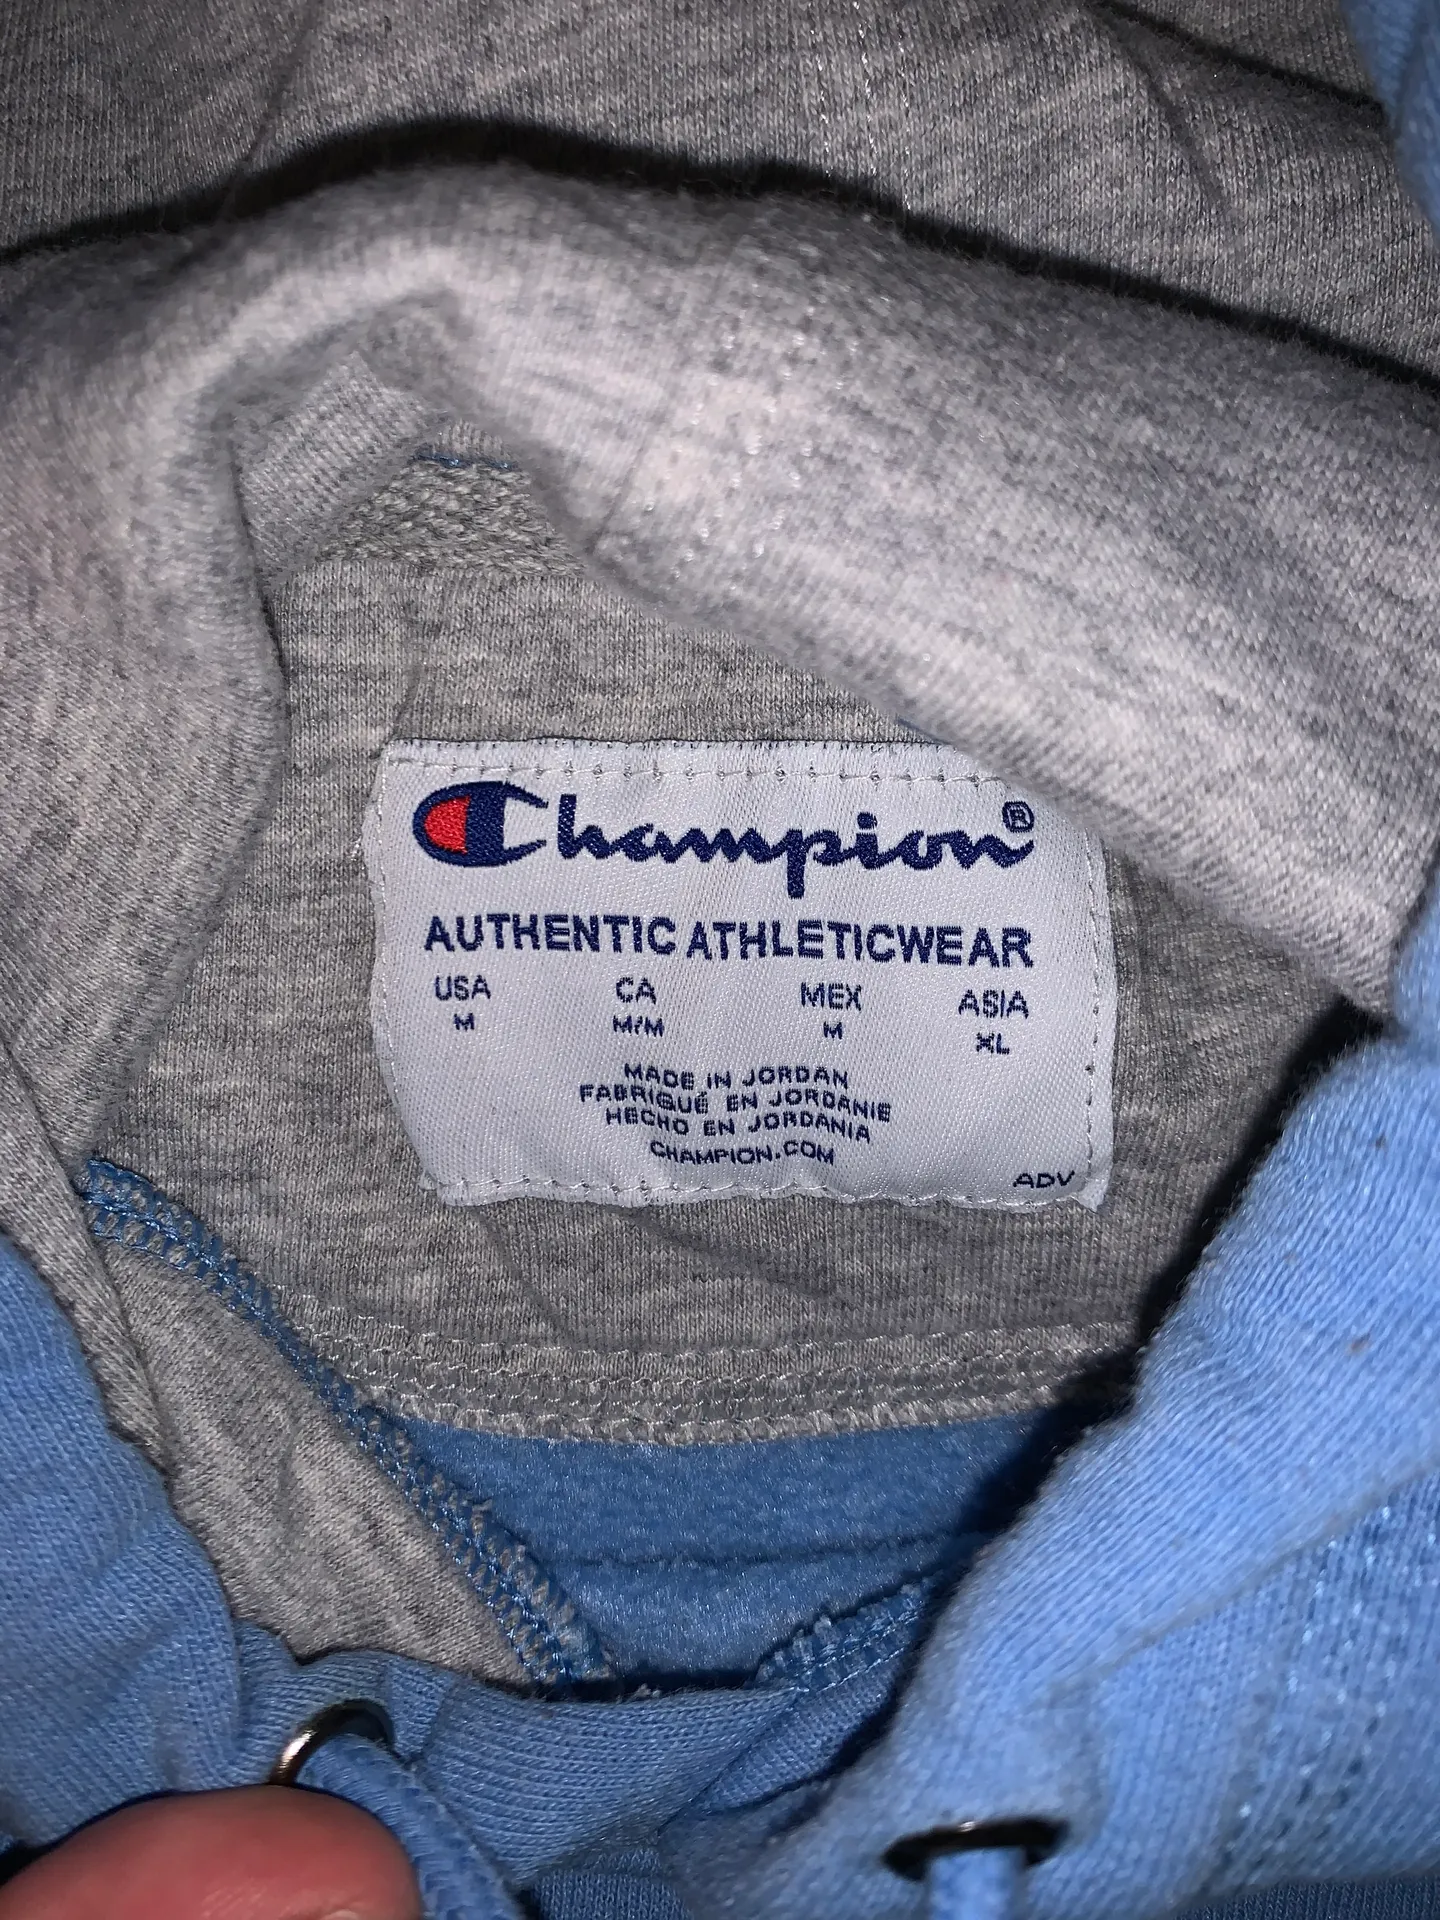 Champion®
AUTHENTIC ATHLETICWEAR
USA CA MEX ASIA
M M/M M XL
MADE IN JORDAN
FABRIQUÉ EN JORDANIE
HECHO EN JORDANIA
CHAMPION.COM
ADV